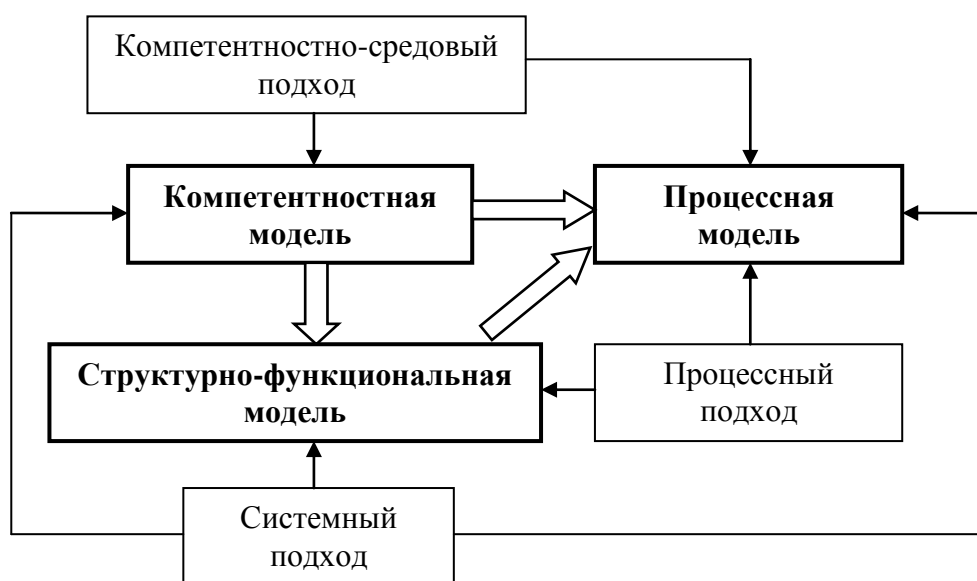 Компетентностно-средовый
подход
Компетентностная
модель
Процессная
модель
Структурно-функциональная
модель
Процессный
подход
Системный
подход